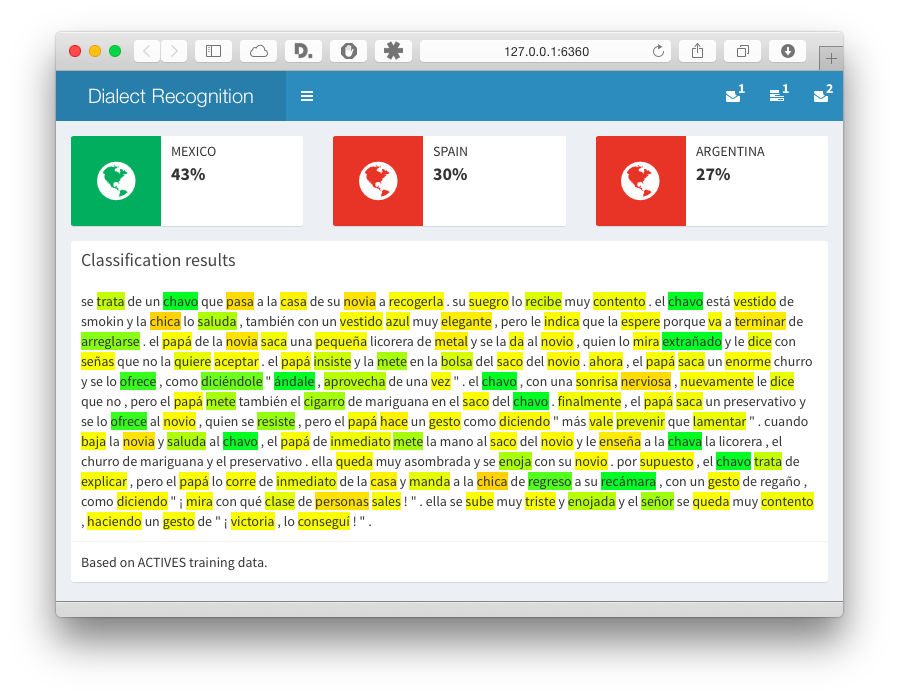 D.
127.0.0.1:6360
Dialect Recognition
1
1
2
MEXICO
43%
SPAIN
30%
ARGENTINA
27%
Classification results
se trata de un chavo que pasa a la casa de su novia a recogerla . su suegro lo recibe muy contento . el chavo está vestido de
smokin y la chica lo saluda , también con un vestido azul muy elegante , pero le indica que la espere porque va a terminar de
arreglarse . el papá de la novia saca una pequeña licorera de metal y se la da al novio , quien lo mira extrañado y le dice con
señas que no la quiere aceptar . el papá insiste y la mete en la bolsa del saco del novio . ahora , el papá saca un enorme churro
y se lo ofrece , como diciéndole " ándale , aprovecha de una vez " . el chavo , con una sonrisa nerviosa , nuevamente le dice
que no , pero el papá mete también el cigarro de mariguana en el saco del chavo . finalmente , el papá saca un preservativo y
se lo ofrece al novio , quien se resiste , pero el papá hace un gesto como diciendo " más vale prevenir que lamentar " . cuando
baja la novia y saluda al chavo , el papá de inmediato mete la mano al saco del novio y le enseña a la chava la licorera , el
churro de mariguana y el preservativo . ella queda muy asombrada y se enoja con su novio . por supuesto , el chavo trata de
explicar , pero el papá lo corre de inmediato de la casa y manda a la chica de regreso a su recámara , con un gesto de regaño ,
como diciendo " ¡ mira con qué clase de personas sales ! " . ella se sube muy triste y enojada y el señor se queda muy contento
, haciendo un gesto de " ¡ victoria , lo conseguí ! " .
Based on ACTIVES training data.